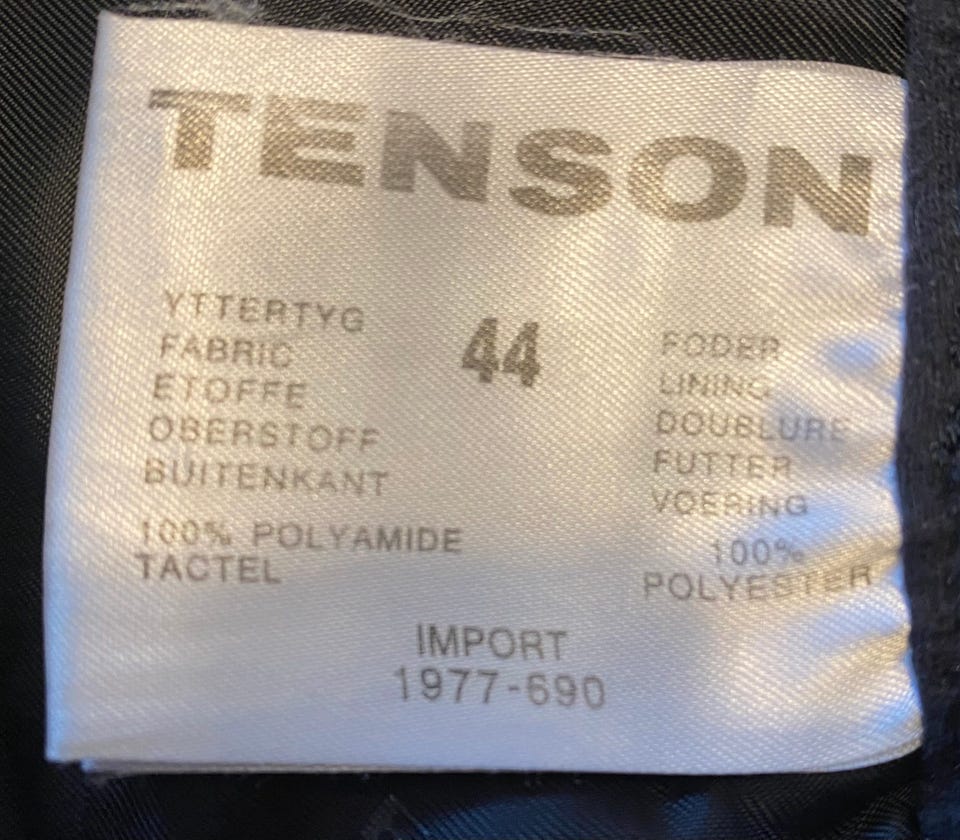 TENSON
44
YTTERTYG
FABRIC
ETOFFE
OBERSTOFF
BUITENKANT
100% POLYAMIDE
TACTEL
FODER
LINING
DOUBLURE
FUTTER
VOERING
100%
POLYESTER
IMPORT
1977-690